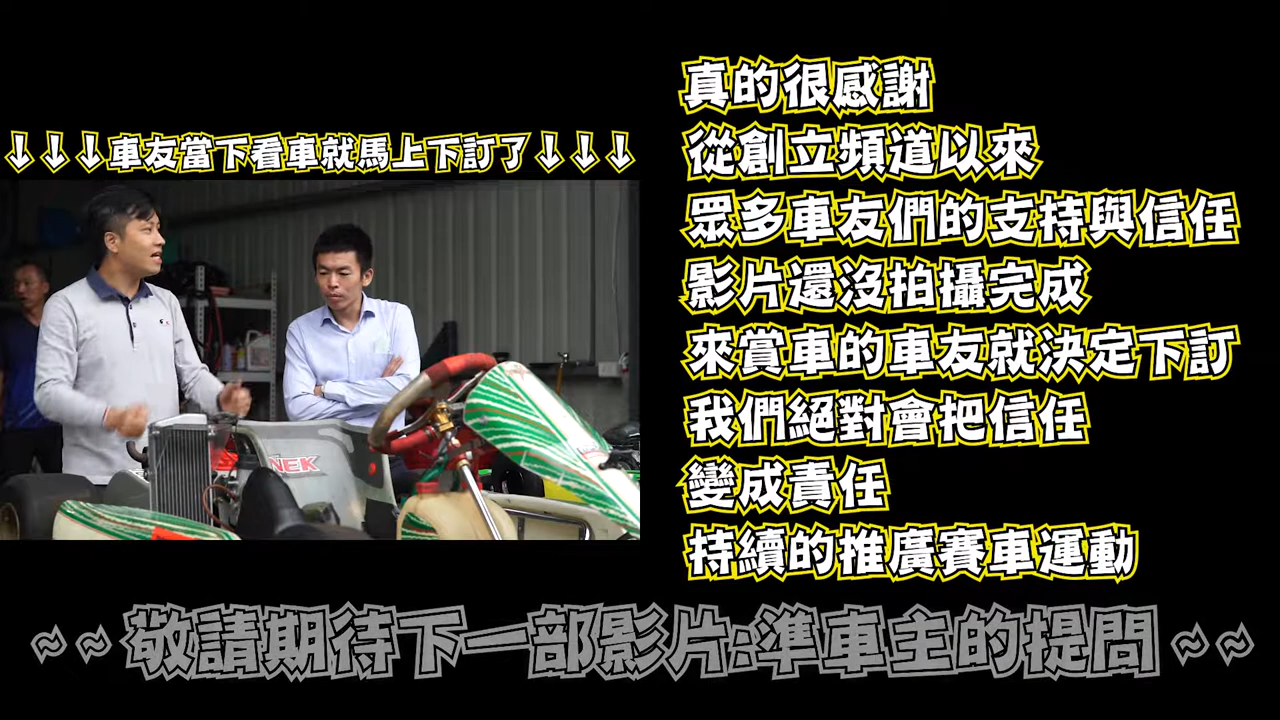 ↓↓↓車友當下看車就馬上下訂了↓↓↓
NEK
真的很感謝
從創立頻道以來
眾多車友們的支持與信任
影片還沒拍攝完成
來賞車的車友就決定下訂
我們絕對會把信任
變成責任
持續的推廣賽車運動
~~敬請期待下一部影片:準車主的提問~~